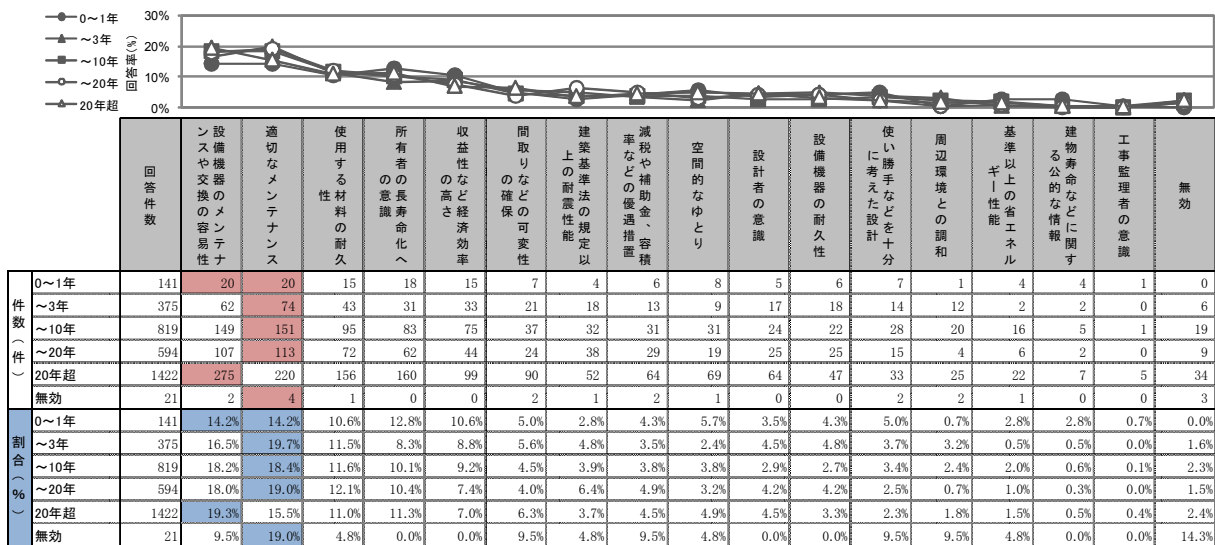 0～1年
～3年
～10年
～20年
20年超
回答率(%)
30%
20%
10%
0%
回答件数
設備機器のメンテナンスや交換の容易性
適切なメンテナンス
使用する材料の耐久性
所有者の長寿命化への意識
収益性など経済効率の高さ
間取りなどの可変性の確保
建築基準法の規定以上の耐震性能
減税や補助金、容積率などの優遇措置
空間的なゆとり
設計者の意識
設備機器の耐久性
使い勝手などを十分に考えた設計
周辺環境との調和
基準以上の省エネルギー性能
建物寿命などに関する公的な情報
工事監理者の意識
無効
件数（件）
0～1年 141 20 20 15 18 15 7 4 6 8 5 6 7 1 4 4 1 0
～3年 375 62 74 43 31 33 21 18 13 9 17 18 14 12 2 2 0 6
～10年 819 149 151 95 83 75 37 32 31 31 24 22 28 20 16 5 1 19
～20年 594 107 113 72 62 44 24 38 29 19 25 25 15 4 6 2 0 9
20年超 1422 275 220 156 160 99 90 52 64 69 64 47 33 25 22 7 5 34
無効 21 2 4 1 0 0 2 1 2 1 0 0 2 2 1 0 0 3
割合（%）
0～1年 141 14.2% 14.2% 10.6% 12.8% 10.6% 5.0% 2.8% 4.3% 5.7% 3.5% 4.3% 5.0% 0.7% 2.8% 2.8% 0.7% 0.0%
～3年 375 16.5% 19.7% 11.5% 8.3% 8.8% 5.6% 4.8% 3.5% 2.4% 4.5% 4.8% 3.7% 3.2% 0.5% 0.5% 0.0% 1.6%
～10年 819 18.2% 18.4% 11.6% 10.1% 9.2% 4.5% 3.9% 3.8% 3.8% 2.9% 2.7% 3.4% 2.4% 2.0% 0.6% 0.1% 2.3%
～20年 594 18.0% 19.0% 12.1% 10.4% 7.4% 4.0% 6.4% 4.9% 3.2% 4.2% 4.2% 2.5% 0.7% 1.0% 0.3% 0.0% 1.5%
20年超 1422 19.3% 15.5% 11.0% 11.3% 7.0% 6.3% 3.7% 4.5% 4.9% 4.5% 3.3% 2.3% 1.8% 1.5% 0.5% 0.4% 2.4%
無効 21 9.5% 19.0% 4.8% 0.0% 0.0% 9.5% 4.8% 9.5% 4.8% 0.0% 0.0% 9.5% 9.5% 4.8% 0.0% 0.0% 14.3%